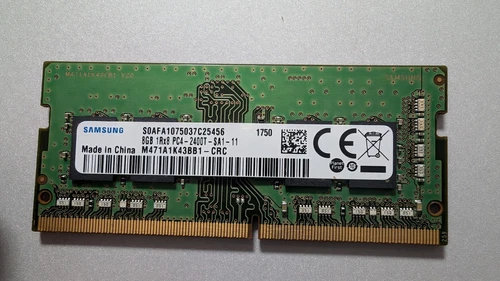 SAMSUNG
S0AFA1075037C25456 1750
8GB 1Rx8 PC4-2400T-SA1-11
Made in China M471A1K43BB1-CRC
CE